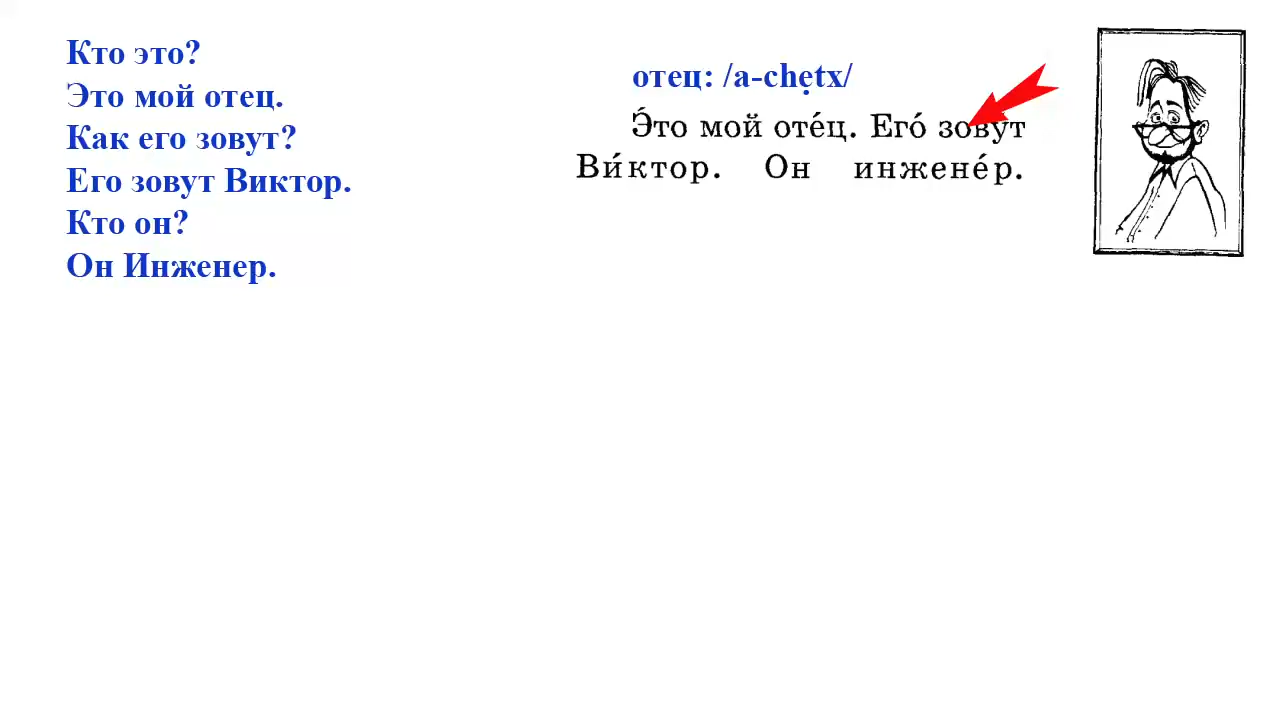 Кто это?
Это мой отец.
Как его зовут?
Его зовут Виктор.
Кто он?
Он Инженер.
отец: /a-chẹtx/
Э́то мой оте́ц. Его́ зову́т
Ви́ктор. Он инжене́р.